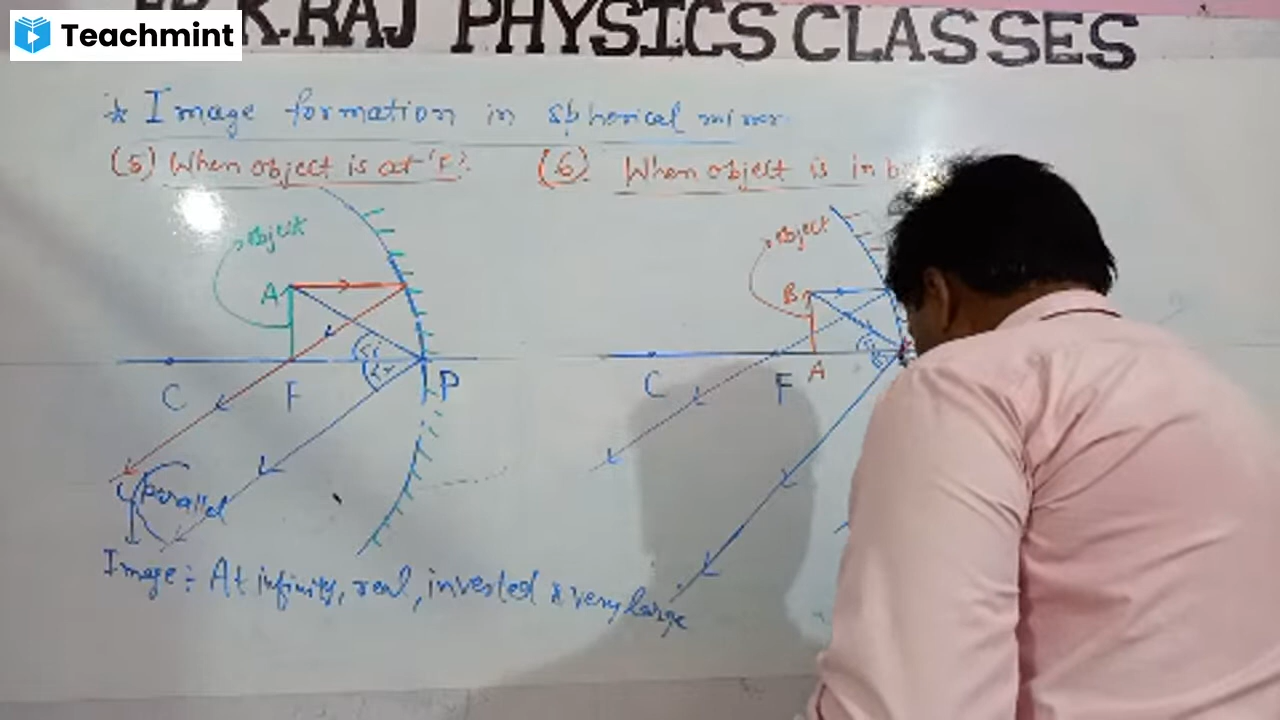 Teachmint
K.RAJ PHYSICS CLASSES
* Image formation in spherical mirror
(5) When object is at 'F'.
(6) When object is in
object
A
C
F
P
parallel
Image :- At infinity, real, inverted & very large
object
B
C
F
A